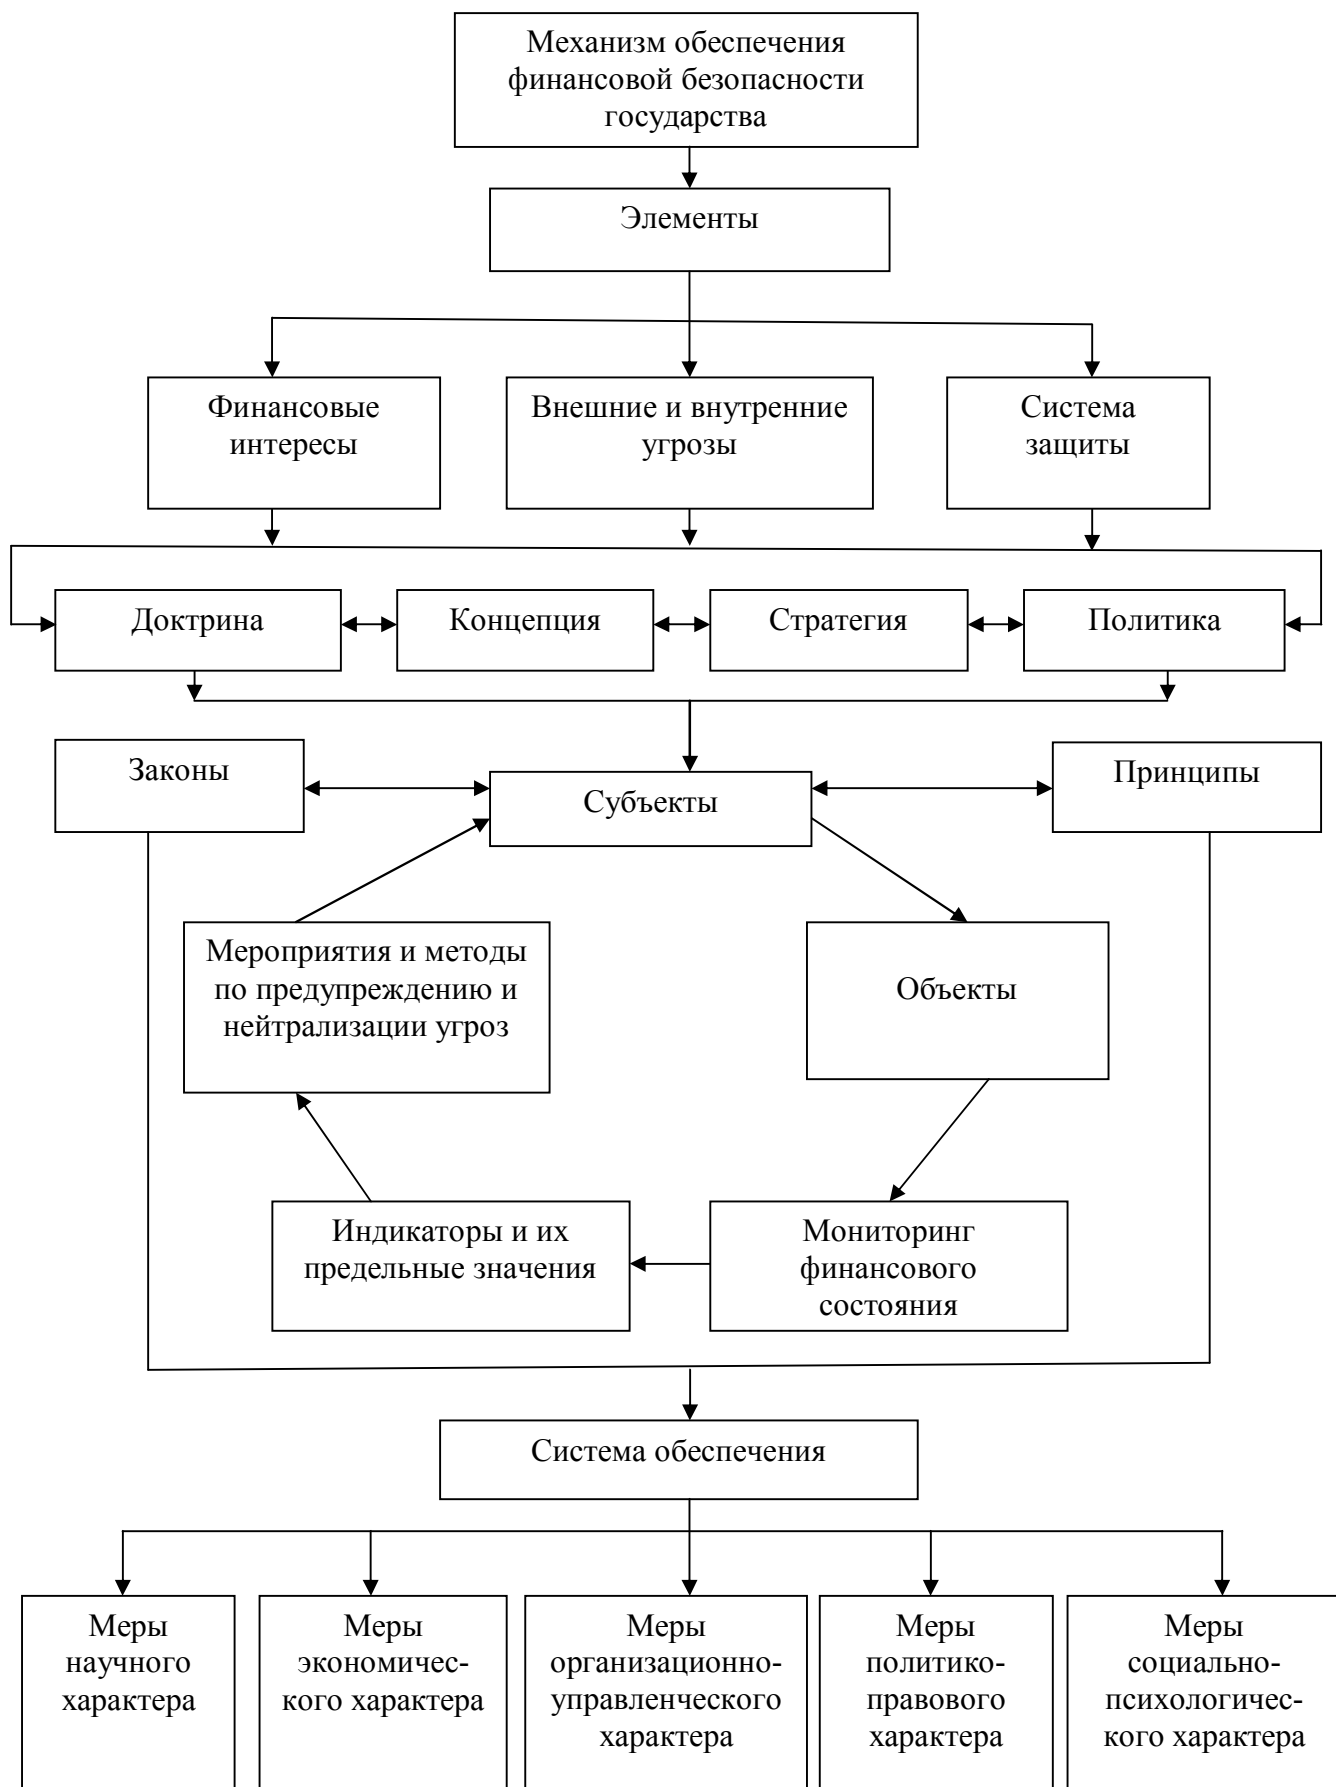 Механизм обеспечения
финансовой безопасности
государства
Элементы
Финансовые
интересы
Внешние и внутренние
угрозы
Система
защиты
Доктрина
Концепция
Стратегия
Политика
Законы
Субъекты
Принципы
Мероприятия и методы
по предупреждению и
нейтрализации угроз
Объекты
Индикаторы и их
предельные значения
Мониторинг
финансового
состояния
Система обеспечения
Меры
научного
характера
Меры
экономичес-
кого характера
Меры
организационно-
управленческого
характера
Меры
политико-
правового
характера
Меры
социально-
психологичес-
кого характера